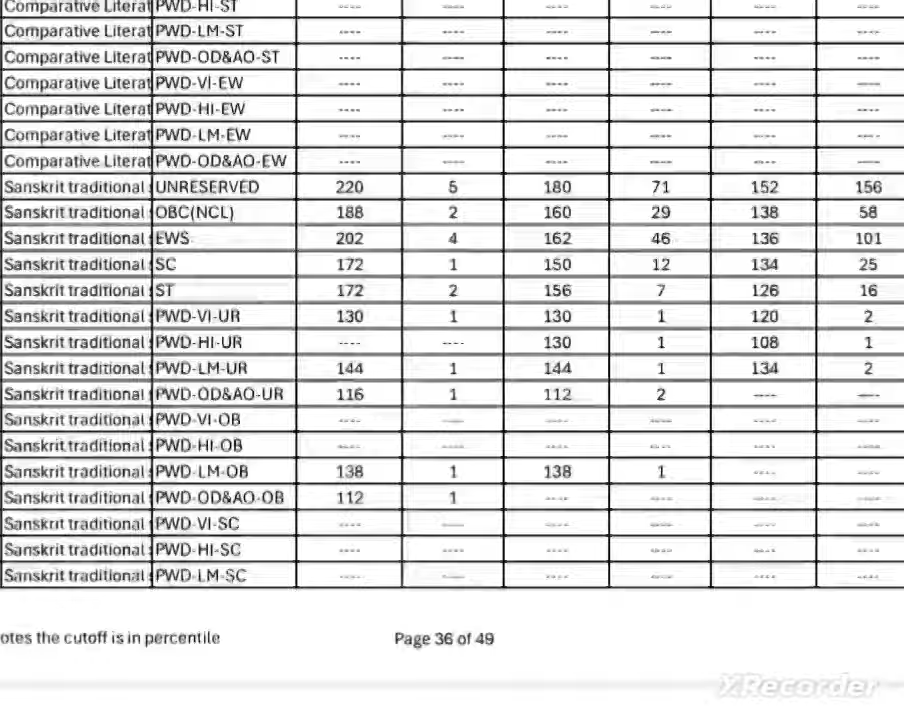 Comparative Literat PWD-HI-ST ---- ---- ---- ---- ---- ----
Comparative Literat PWD-LM-ST ---- ---- ---- ---- ---- ----
Comparative Literat PWD-OD&AO-ST ---- ---- ---- ---- ---- ----
Comparative Literat PWD-VI-EW ---- ---- ---- ---- ---- ----
Comparative Literat PWD-HI-EW ---- ---- ---- ---- ---- ----
Comparative Literat PWD-LM-EW ---- ---- ---- ---- ---- ----
Comparative Literat PWD-OD&AO-EW ---- ---- ---- ---- ---- ----
Sanskrit traditional UNRESERVED 220 5 180 71 152 156
Sanskrit traditional OBC(NCL) 188 2 160 29 138 58
Sanskrit traditional EWS 202 4 162 46 136 101
Sanskrit traditional SC 172 1 150 12 134 25
Sanskrit traditional ST 172 2 156 7 126 16
Sanskrit traditional PWD-VI-UR 130 1 130 1 120 2
Sanskrit traditional PWD-HI-UR ---- ---- 130 1 108 1
Sanskrit traditional PWD-LM-UR 144 1 144 1 134 2
Sanskrit traditional PWD-OD&AO-UR 116 1 112 2 ---- ----
Sanskrit traditional PWD-VI-OB ---- ---- ---- ---- ---- ----
Sanskrit traditional PWD-HI-OB ---- ---- ---- ---- ---- ----
Sanskrit traditional PWD-LM-OB 138 1 138 1 ---- ----
Sanskrit traditional PWD-OD&AO-OB 112 1 ---- ---- ---- ----
Sanskrit traditional PWD-VI-SC ---- ---- ---- ---- ---- ----
Sanskrit traditional PWD-HI-SC ---- ---- ---- ---- ---- ----
Sanskrit traditional PWD-LM-SC ---- ---- ---- ---- ---- ----
otes the cutoff is in percentile Page 36 of 49
XRecorder